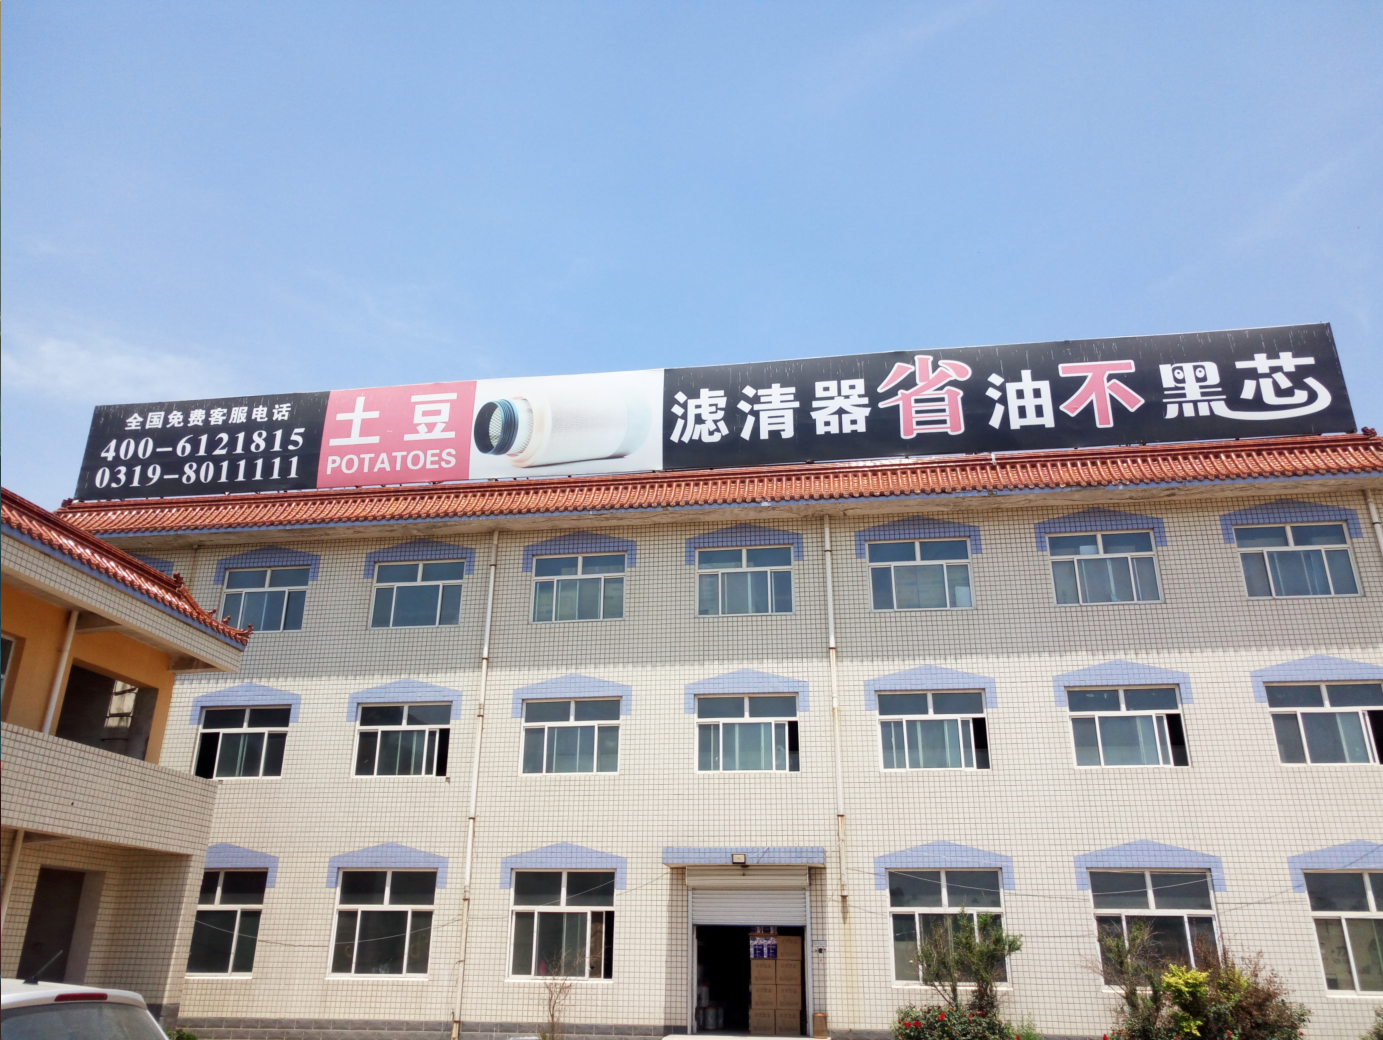 全国免费客服电话
400-6121815
0319-8011111
土豆
POTATOES
滤清器省油不黑芯